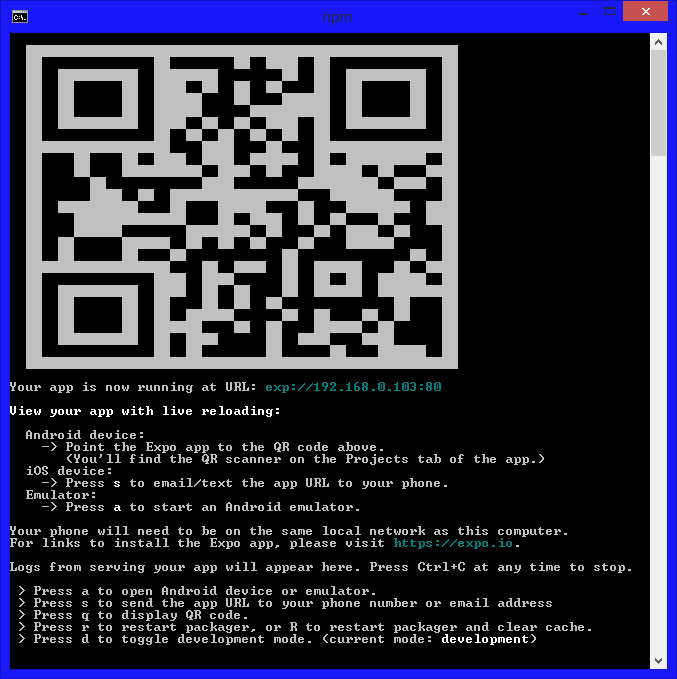 npm
Your app is now running at URL: exp://192.168.0.103:80
View your app with live reloading:
Android device:
-> Point the Expo app to the QR code above.
(You'll find the QR scanner on the Projects tab of the app.)
iOS device:
-> Press s to email/text the app URL to your phone.
Emulator:
-> Press a to start an Android emulator.
Your phone will need to be on the same local network as this computer.
For links to install the Expo app, please visit https://expo.io.
Logs from serving your app will appear here. Press Ctrl+C at any time to stop.
> Press a to open Android device or emulator.
> Press s to send the app URL to your phone number or email address
> Press q to display QR code.
> Press r to restart packager, or R to restart packager and clear cache.
> Press d to toggle development mode. (current mode: development)